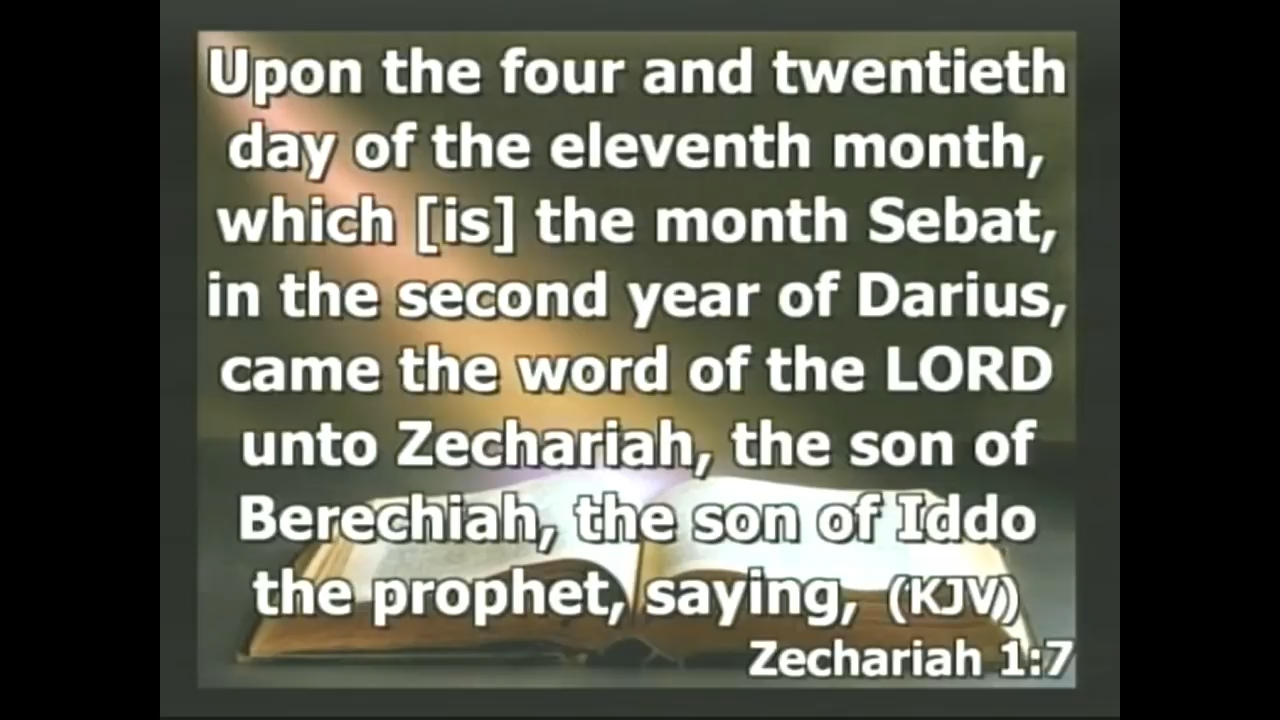 Upon the four and twentieth
day of the eleventh month,
which [is] the month Sebat,
in the second year of Darius,
came the word of the LORD
unto Zechariah, the son of
Berechiah, the son of Iddo
the prophet, saying, (KJV)
Zechariah 1:7